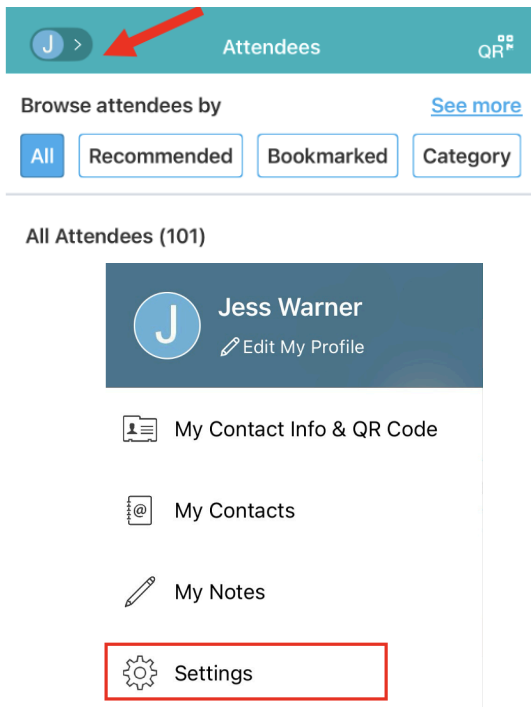 J > Attendees QR
Browse attendees by See more
All Recommended Bookmarked Category
All Attendees (101)
J
Jess Warner
Edit My Profile
My Contact Info & QR Code
@ My Contacts
My Notes
Settings